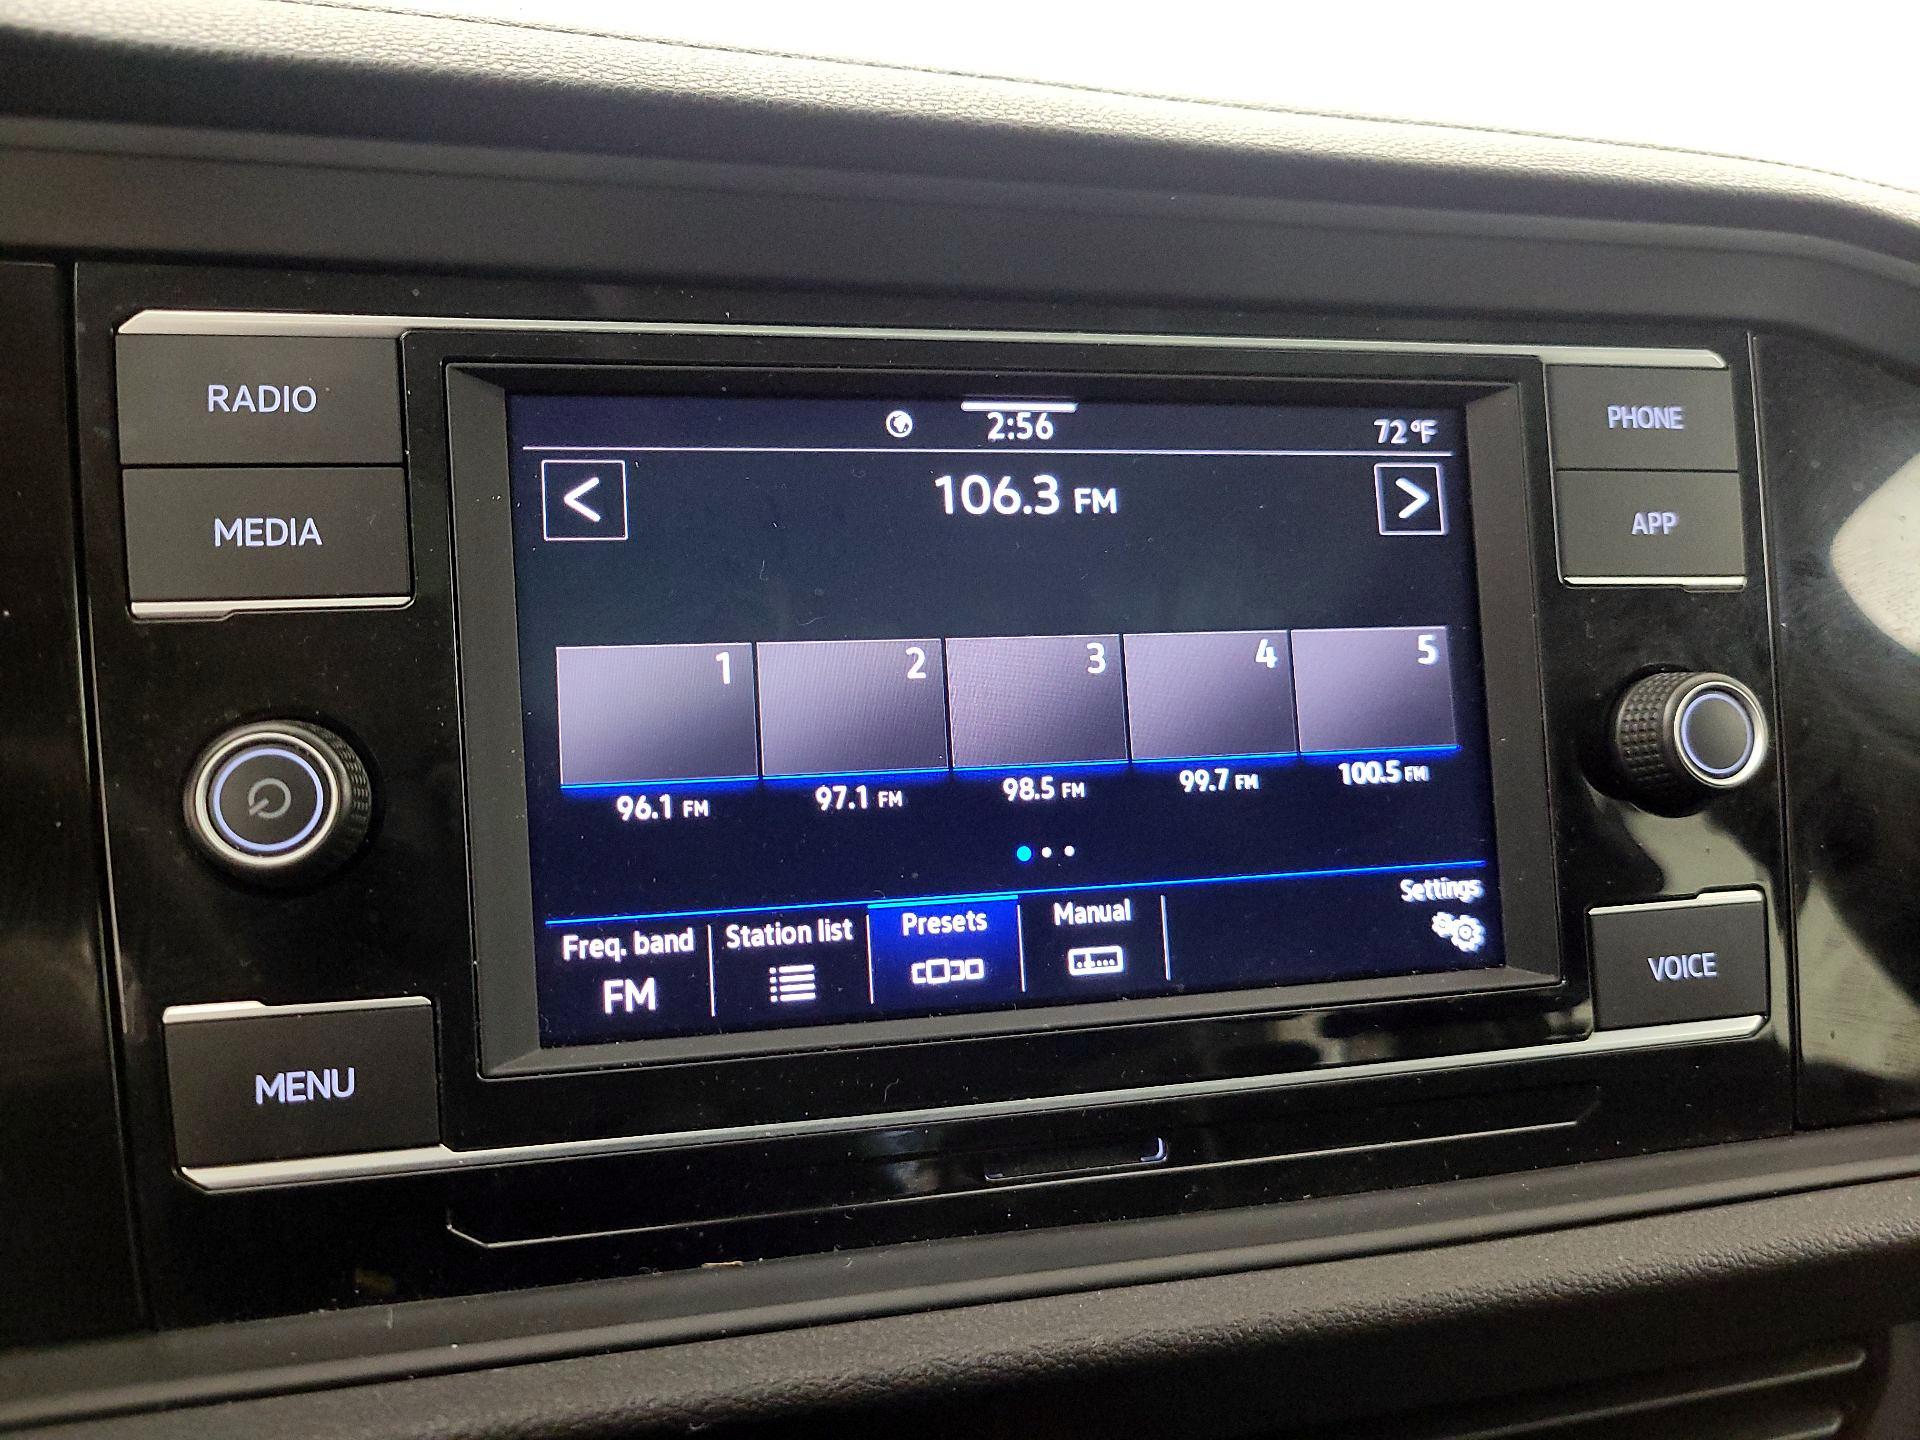 RADIO
MEDIA
MENU
2:56
72°F
<
106.3 FM
>
1
2
3
4
5
96.1 FM
97.1 FM
98.5 FM
99.7 FM
100.5 FM
Freq. band
FM
Station list
Presets
Manual
Settings
PHONE
APP
VOICE